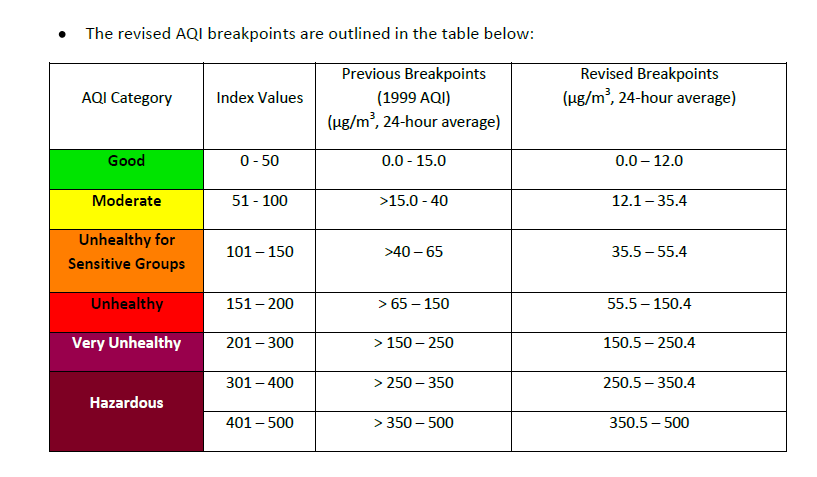 • The revised AQI breakpoints are outlined in the table below:
AQI Category Index Values Previous Breakpoints (1999 AQI) (µg/m³, 24-hour average) Revised Breakpoints (µg/m³, 24-hour average)
Good 0 - 50 0.0 - 15.0 0.0 – 12.0
Moderate 51 - 100 >15.0 - 40 12.1 – 35.4
Unhealthy for Sensitive Groups 101 – 150 >40 – 65 35.5 – 55.4
Unhealthy 151 – 200 > 65 – 150 55.5 – 150.4
Very Unhealthy 201 – 300 > 150 – 250 150.5 – 250.4
Hazardous 301 – 400 > 250 – 350 250.5 – 350.4
401 – 500 > 350 – 500 350.5 – 500